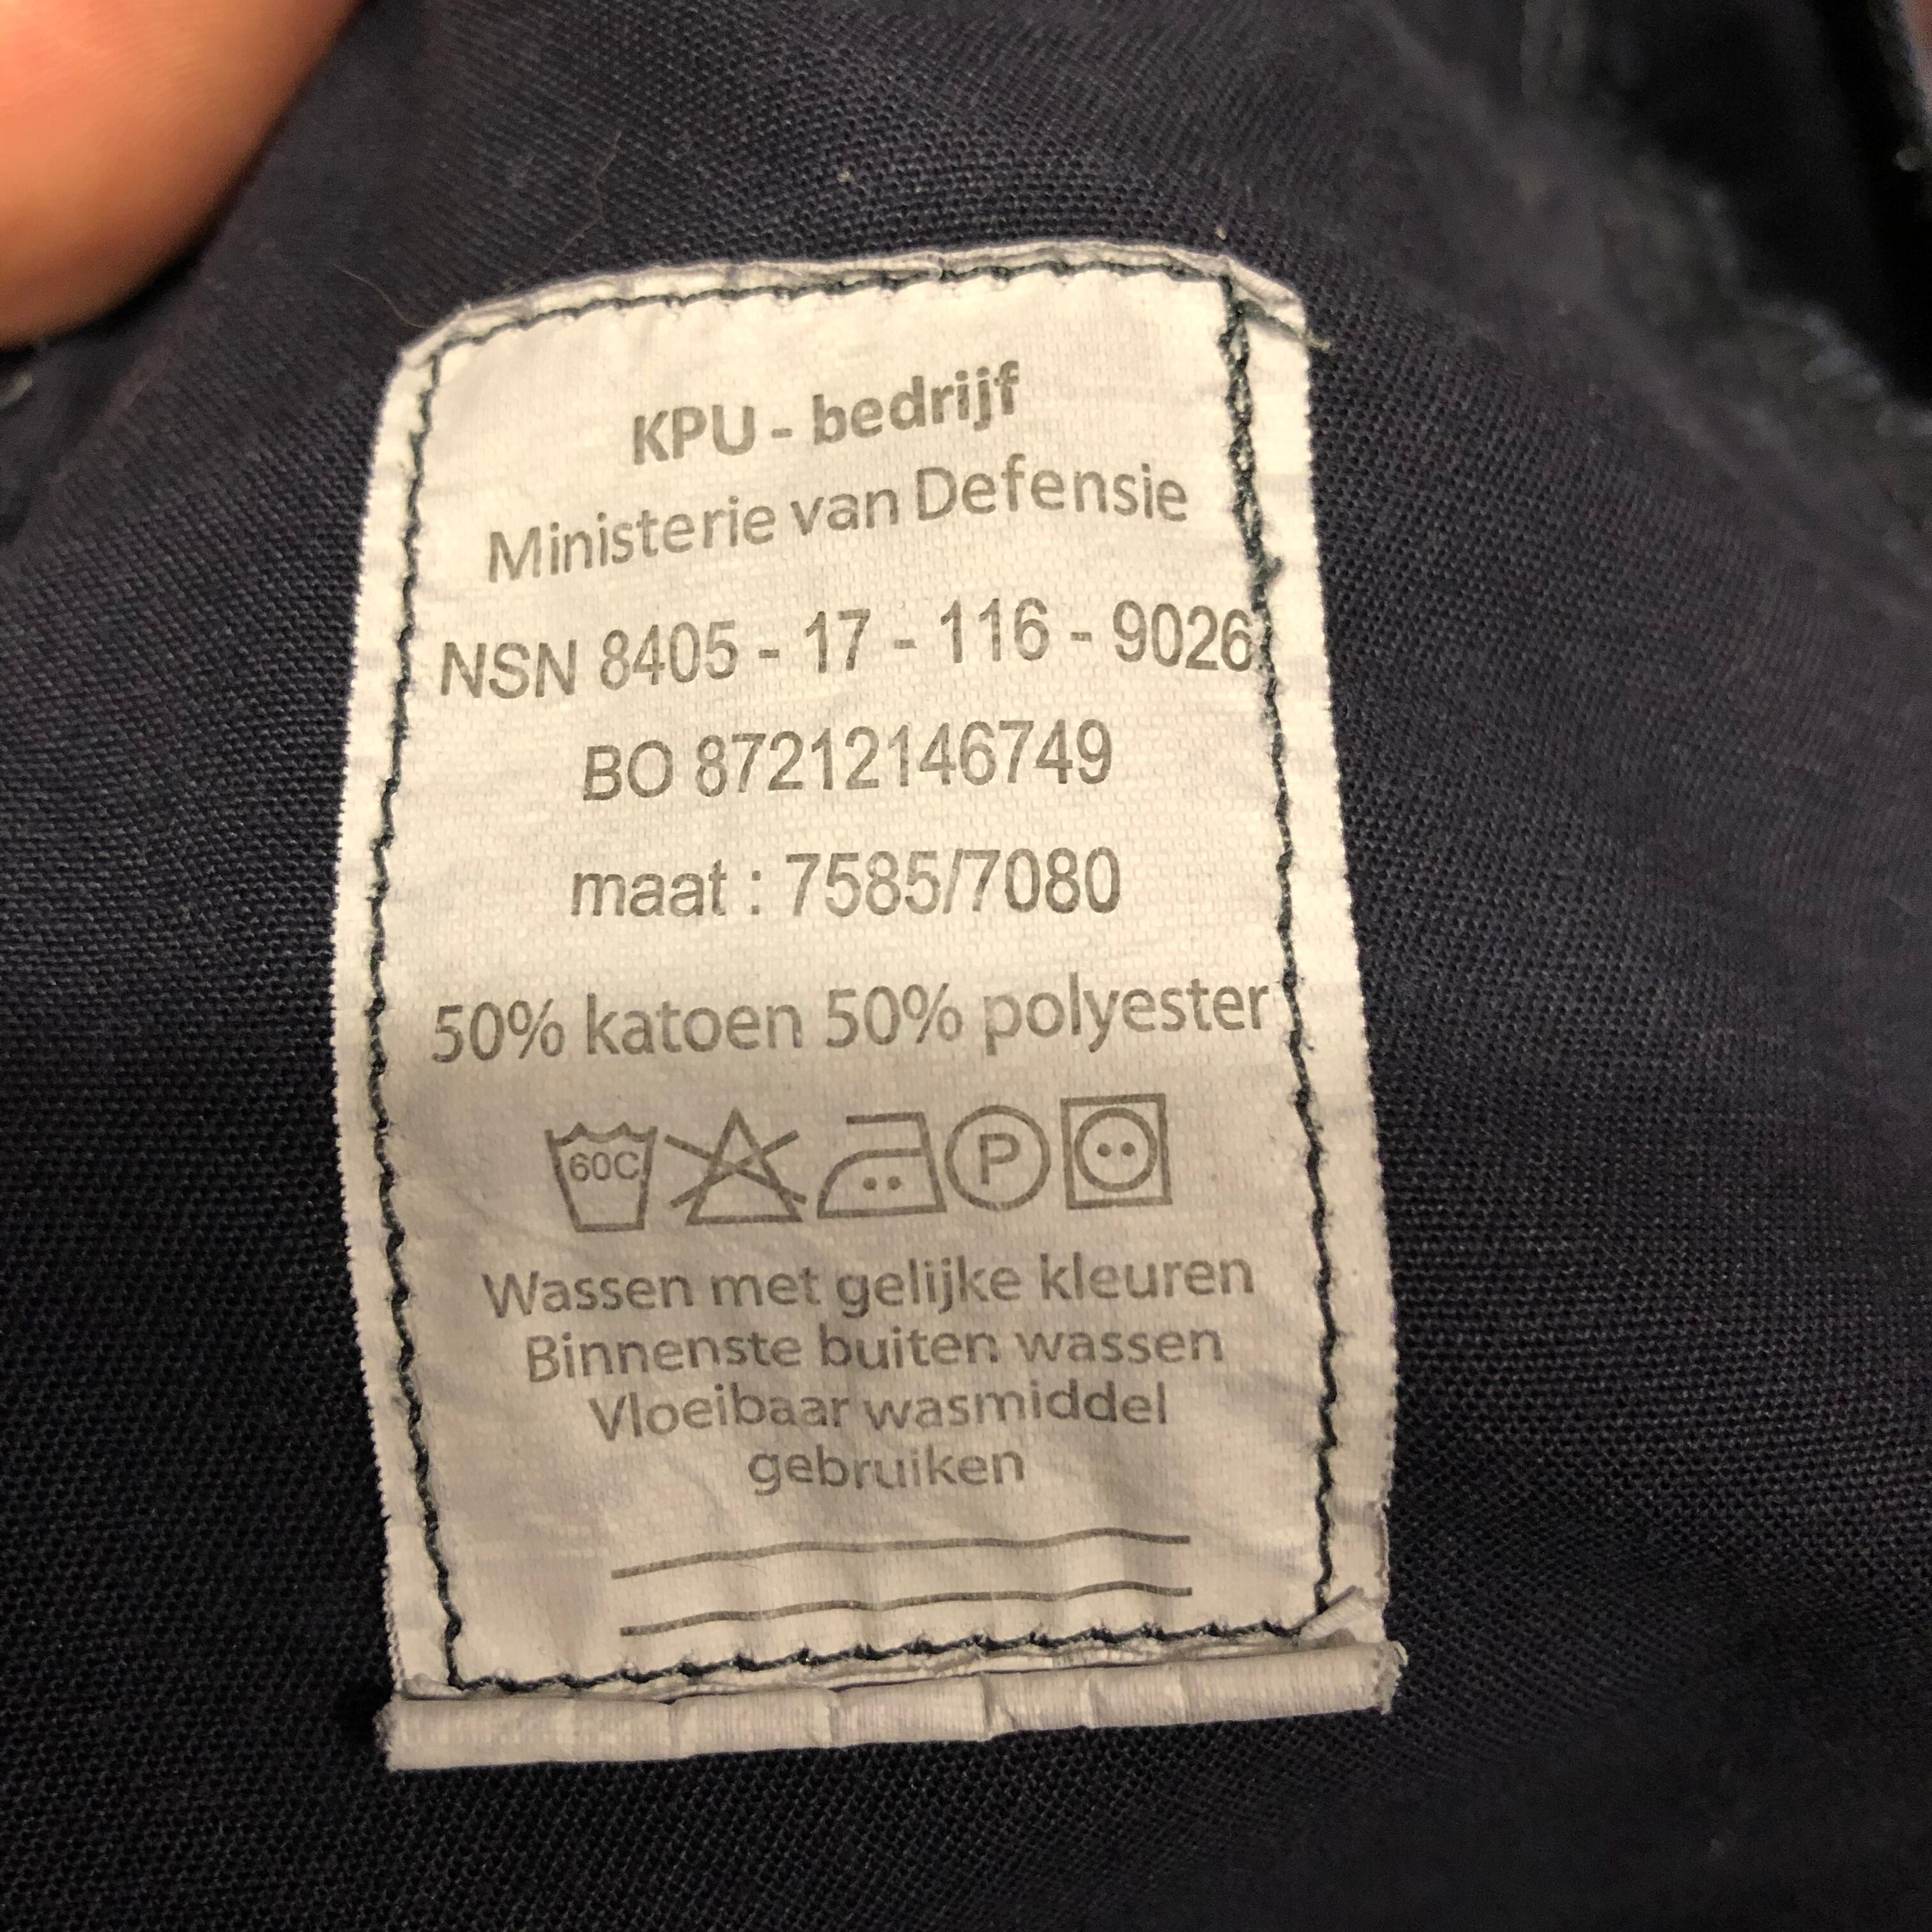 KPU - bedrijf
Ministerie van Defensie
NSN 8405 - 17 - 116 - 9026
BO 87212146749
maat : 7585/7080
50% katoen 50% polyester
60C P
Wassen met gelijke kleuren
Binnenste buiten wassen
Vloeibaar wasmiddel
gebruiken